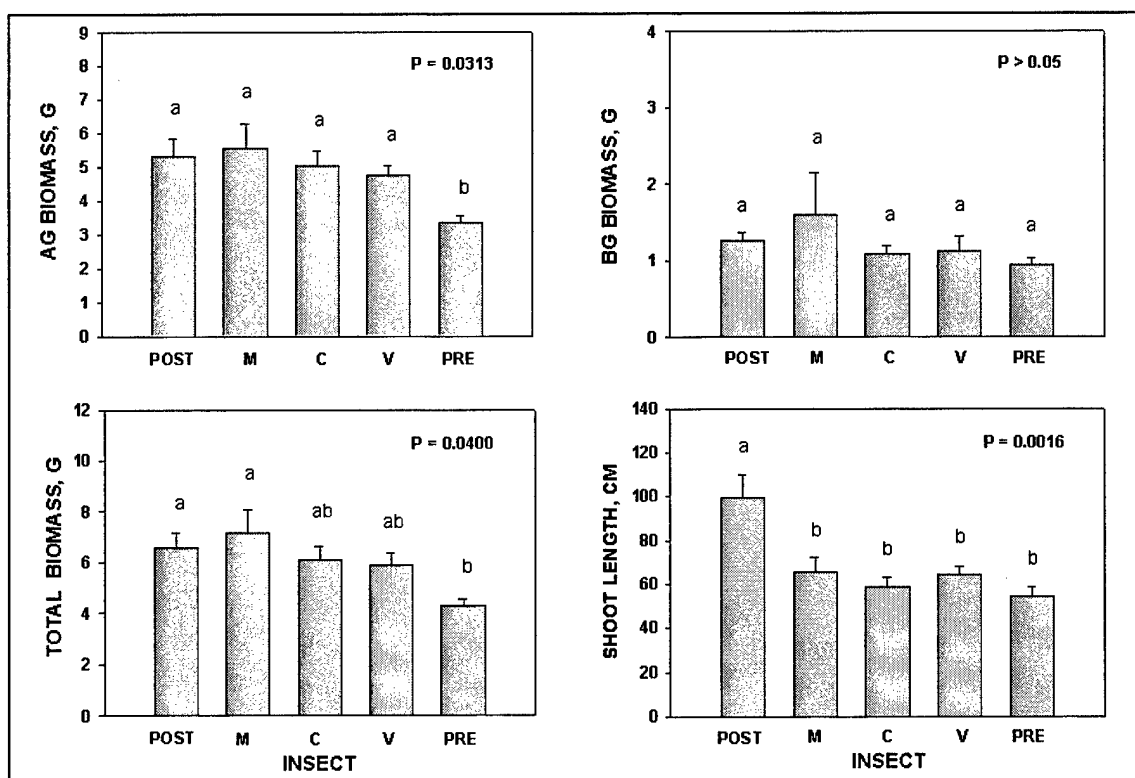 AG BIOMASS, G
9
8
7
6
5
4
3
2
1
0
P = 0.0313
a
a
a
a
b
POST M C V PRE
BG BIOMASS, G
4
3
2
1
0
P > 0.05
a
a
a
a
a
POST M C V PRE
TOTAL BIOMASS, G
12
10
8
6
4
2
0
P = 0.0400
a
a
ab
ab
b
POST M C V PRE
INSECT
SHOOT LENGTH, CM
140
120
100
80
60
40
20
0
P = 0.0016
a
b
b
b
b
POST M C V PRE
INSECT